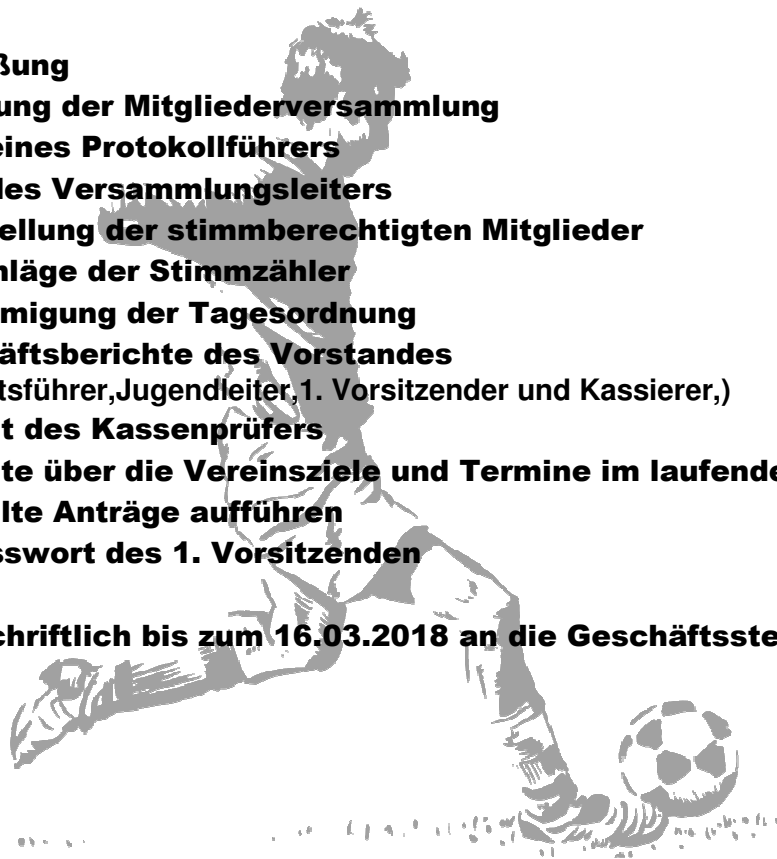 ßung
ung der Mitgliederversammlung
eines Protokollführers
les Versammlungsleiters
ellung der stimmberechtigten Mitglieder
hläge der Stimmzähler
migung der Tagesordnung
äftsberichte des Vorstandes
tsführer,Jugendleiter,1. Vorsitzender und Kassierer,)
t des Kassenprüfers
te über die Vereinsziele und Termine im laufende
lte Anträge aufführen
sswort des 1. Vorsitzenden
chriftlich bis zum 16.03.2018 an die Geschäftsste